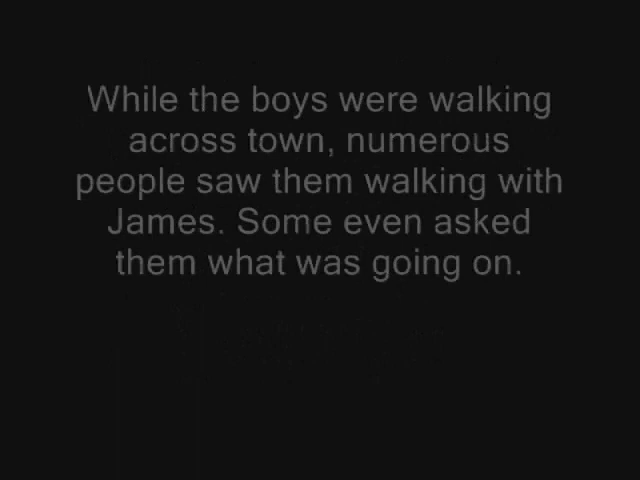 While the boys were walking
across town, numerous
people saw them walking with
James. Some even asked
them what was going on.